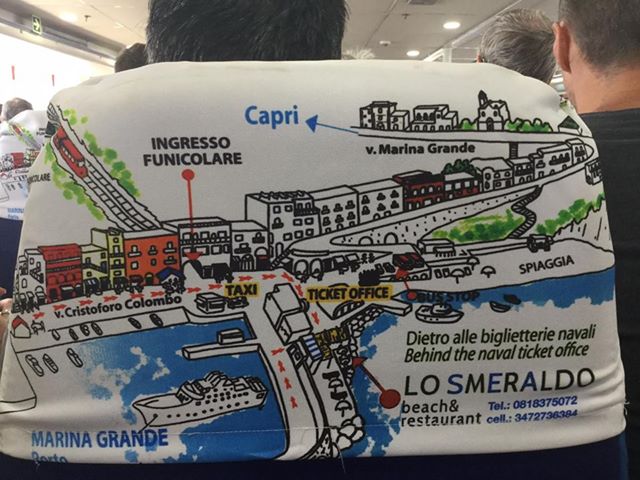 Capri
v. Marina Grande
INGRESSO
FUNICOLARE
v. Cristoforo Colombo
TAXI
TICKET OFFICE
BUS STOP
SPIAGGIA
Dietro alle biglietterie navali
Behind the naval ticket office
LO SMERALDO
beach&
restaurant
Tel.: 0818375072
cell.: 3472736384
MARINA GRANDE
Porto
MARINA